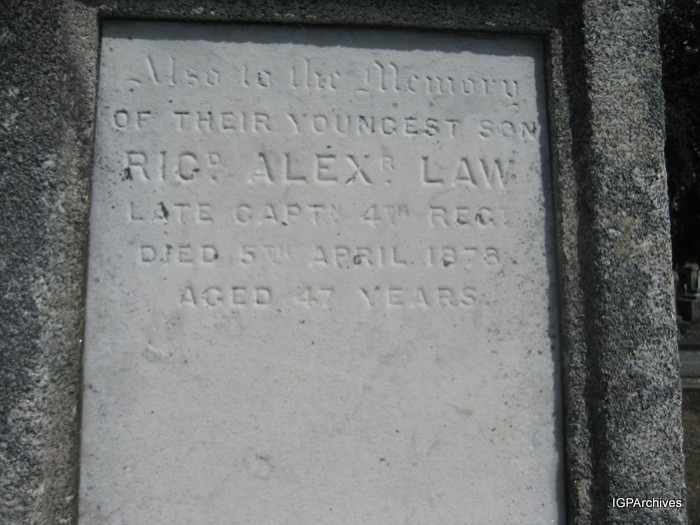 Also to the Memory
OF THEIR YOUNGEST SON
RICD. ALEXR. LAW
LATE CAPTN. 4TH REGT.
DIED 5TH APRIL 1878
AGED 47 YEARS
IGPArchives